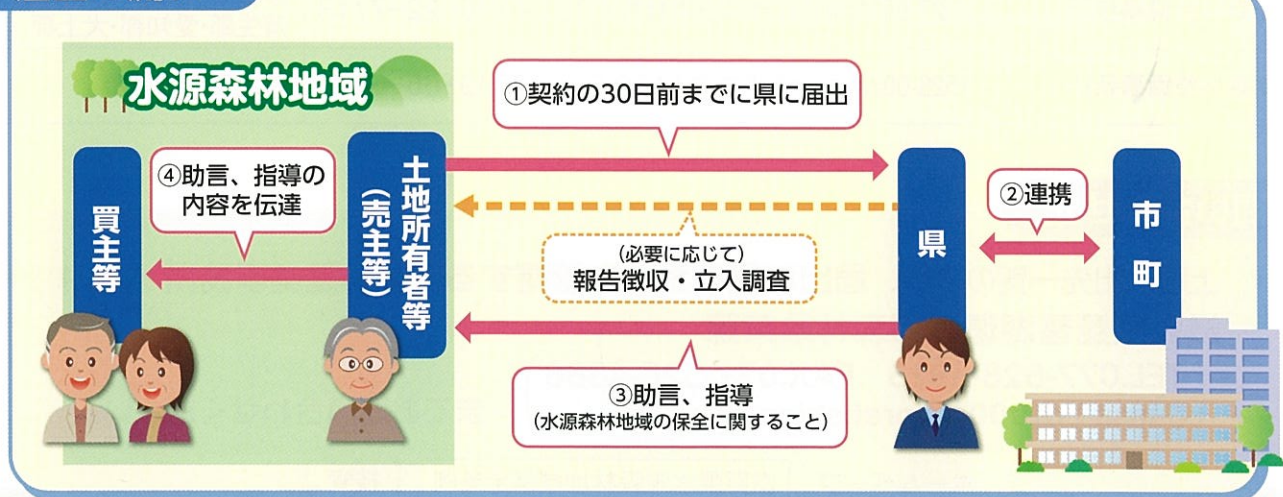 水源森林地域
①契約の30日前までに県に届出
④助言、指導の
内容を伝達
買主等
土地所有者等
(売主等)
(必要に応じて)
報告徴収・立入調査
県
②連携
市町
③助言、指導
(水源森林地域の保全に関すること)